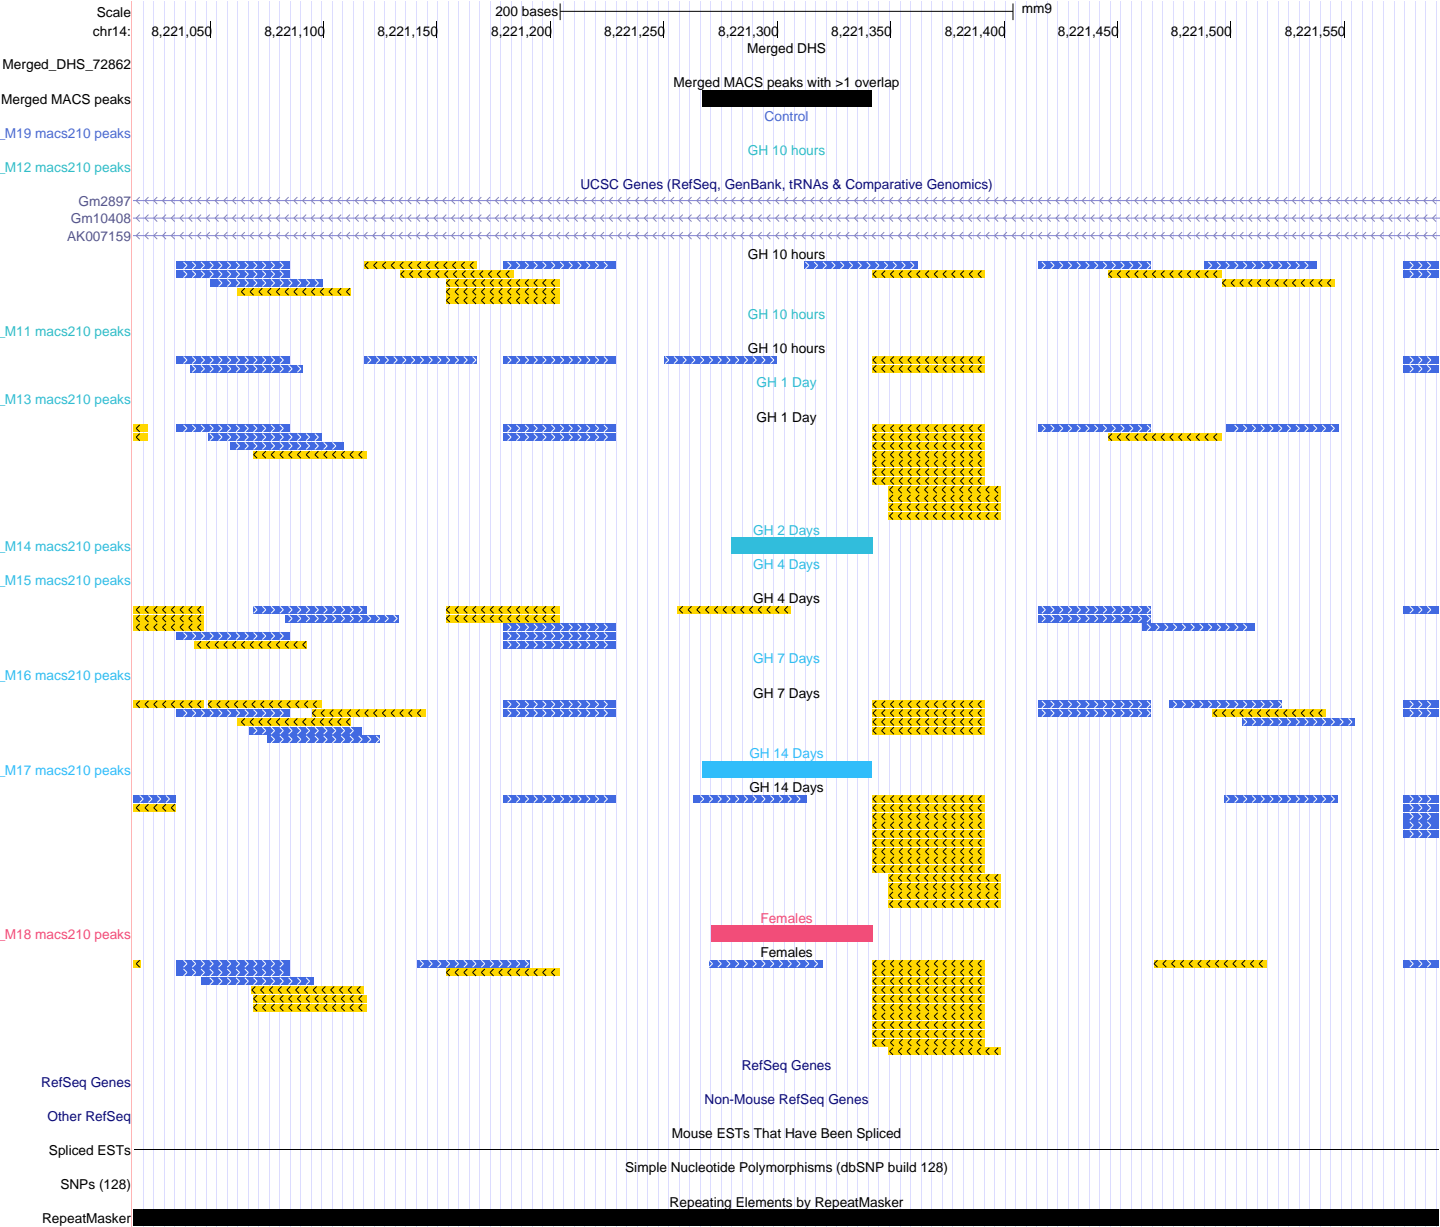 Scale 200 bases mm9
chr14: 8,221,050 8,221,100 8,221,150 8,221,200 8,221,250 8,221,300 8,221,350 8,221,400 8,221,450 8,221,500 8,221,550
Merged DHS
Merged_DHS_72862
Merged MACS peaks with >1 overlap
Merged MACS peaks
Control
_M19 macs210 peaks
GH 10 hours
_M12 macs210 peaks
UCSC Genes (RefSeq, GenBank, tRNAs & Comparative Genomics)
Gm2897
Gm10408
AK007159
GH 10 hours
GH 10 hours
_M11 macs210 peaks
GH 10 hours
GH 1 Day
_M13 macs210 peaks
GH 1 Day
GH 2 Days
_M14 macs210 peaks
GH 4 Days
_M15 macs210 peaks
GH 4 Days
GH 7 Days
_M16 macs210 peaks
GH 7 Days
GH 14 Days
_M17 macs210 peaks
GH 14 Days
Females
_M18 macs210 peaks
Females
RefSeq Genes
RefSeq Genes
Non-Mouse RefSeq Genes
Other RefSeq
Mouse ESTs That Have Been Spliced
Spliced ESTs
Simple Nucleotide Polymorphisms (dbSNP build 128)
SNPs (128)
Repeating Elements by RepeatMasker
RepeatMasker